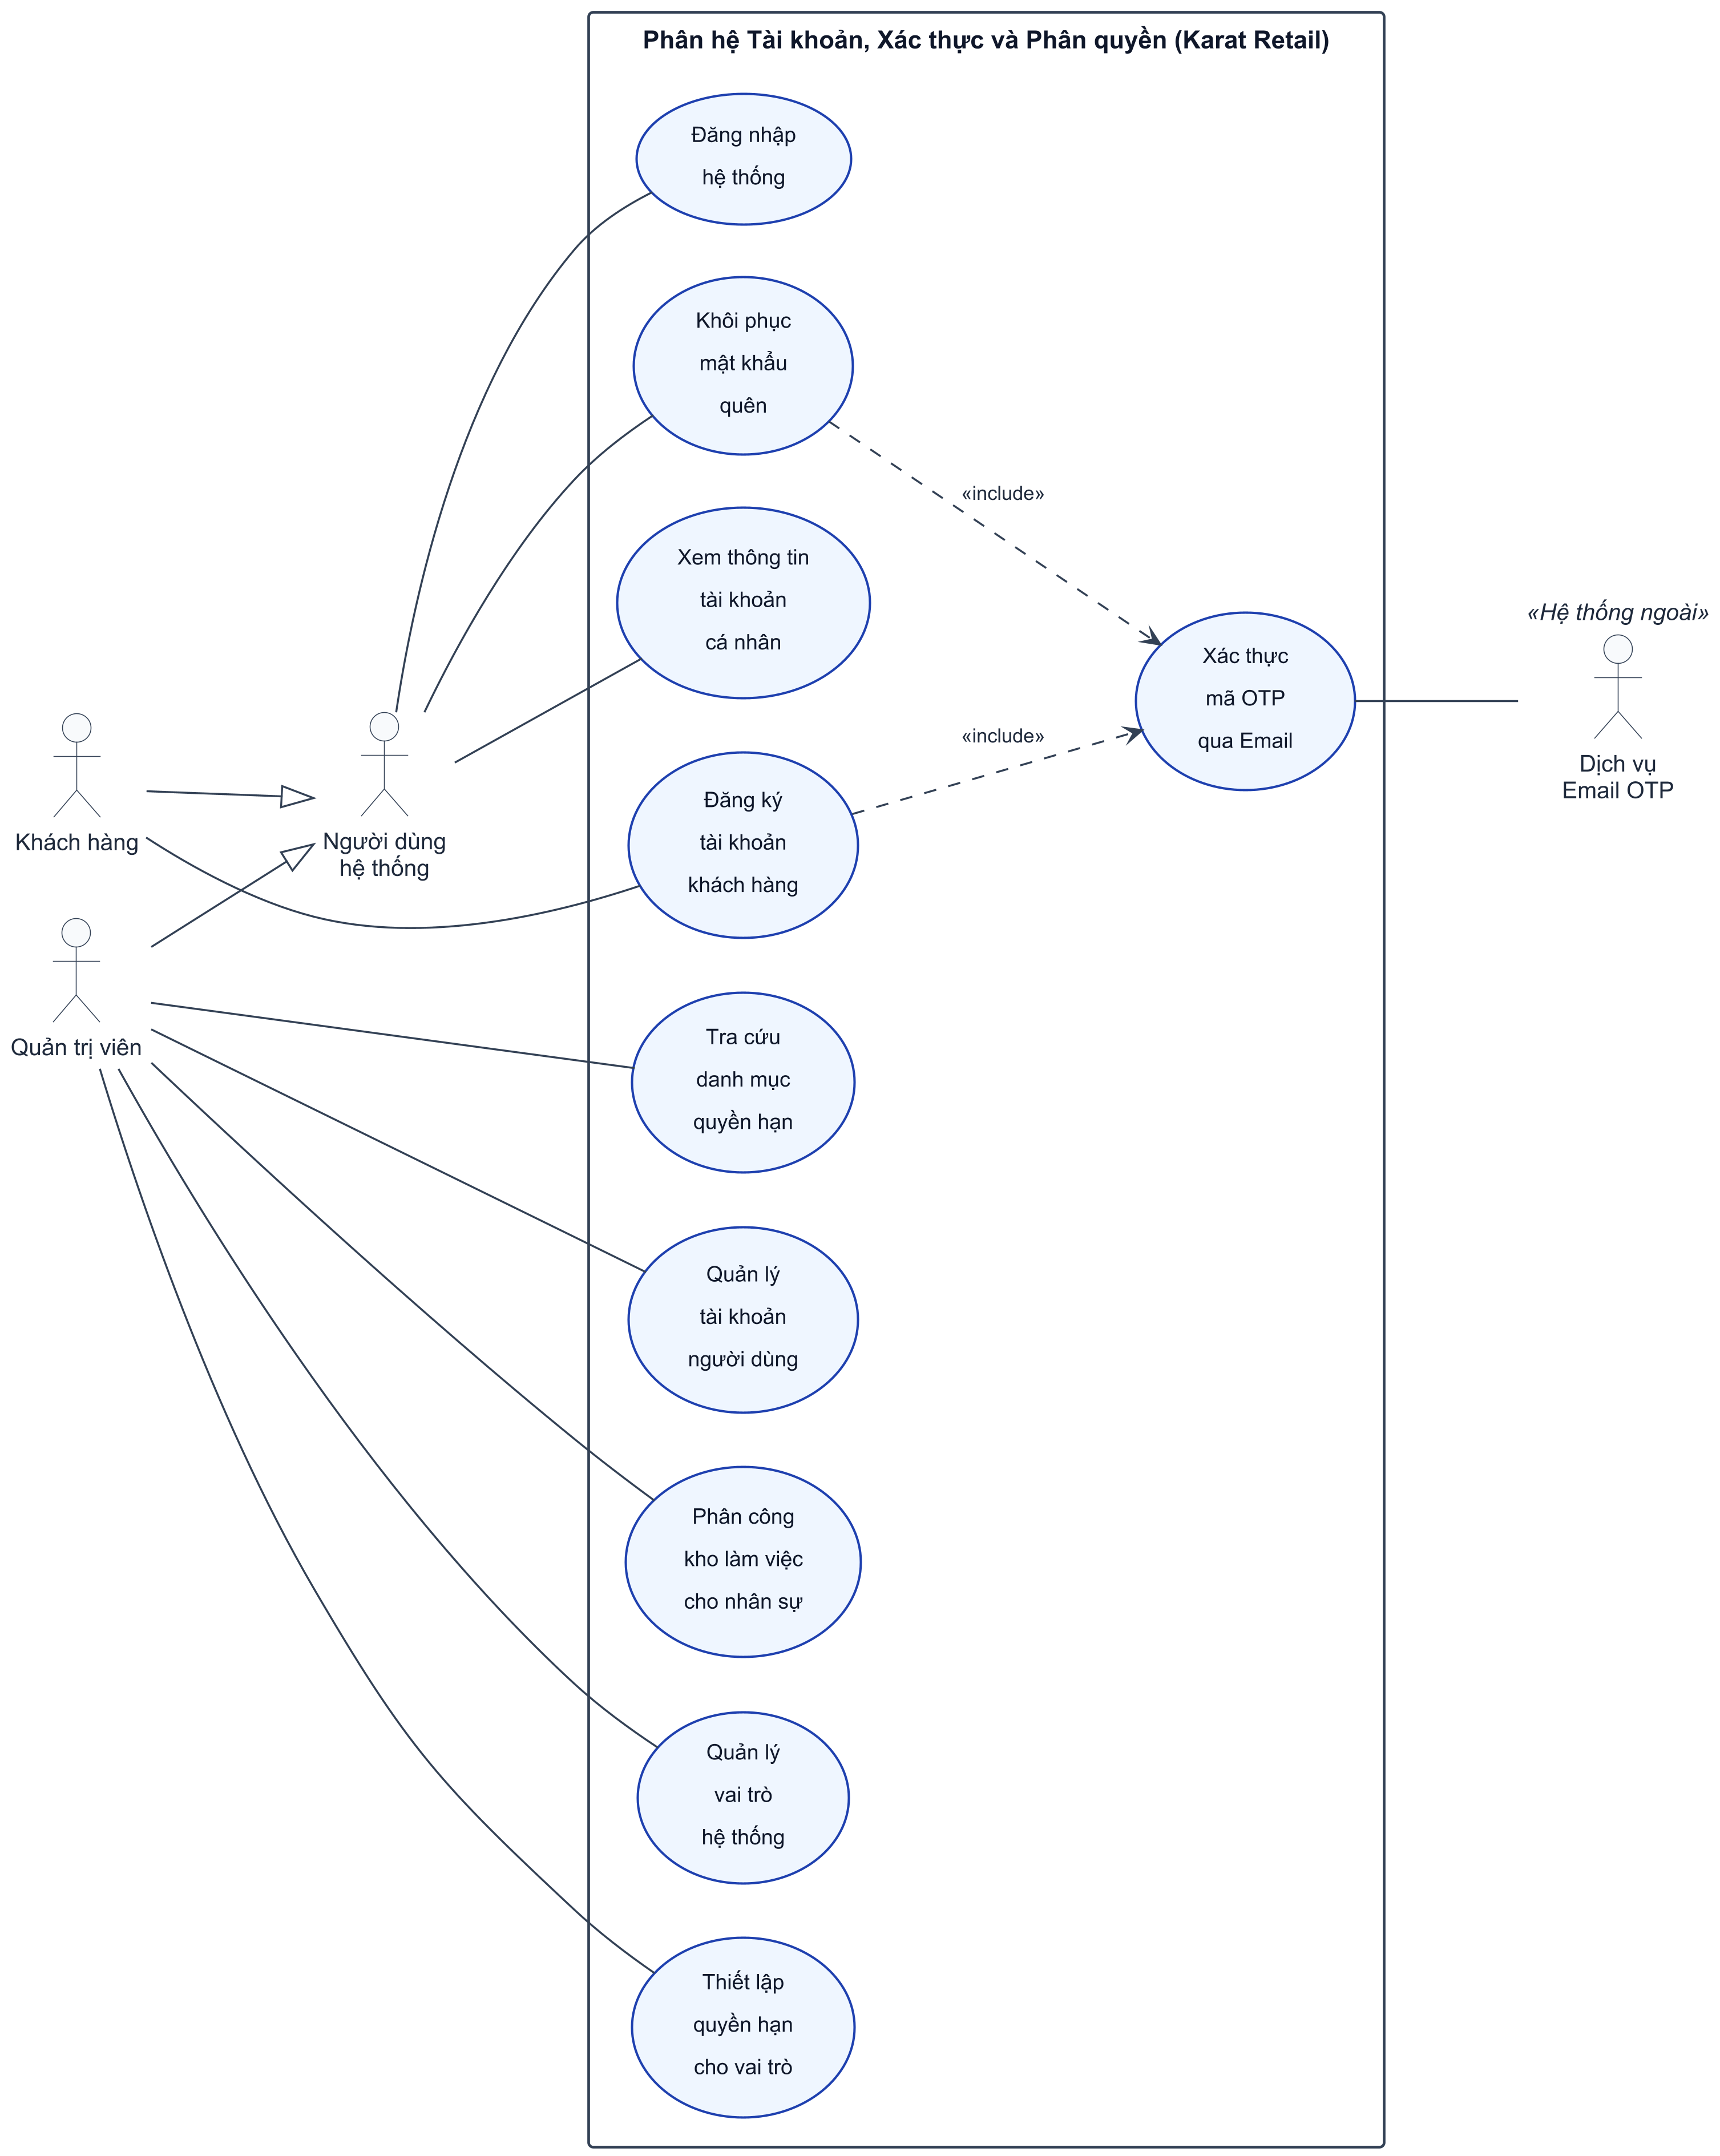 Phân hệ Tài khoản, Xác thực và Phân quyền (Karat Retail)
Đăng nhập
hệ thống
Khôi phục
mật khẩu
quên
«include»
Xem thông tin
tài khoản
cá nhân
«Hệ thống ngoài»
Xác thực
mã OTP
qua Email
Dịch vụ
Email OTP
«include»
Khách hàng
Người dùng
hệ thống
Đăng ký
tài khoản
khách hàng
Quản trị viên
Tra cứu
danh mục
quyền hạn
Quản lý
tài khoản
người dùng
Phân công
kho làm việc
cho nhân sự
Quản lý
vai trò
hệ thống
Thiết lập
quyền hạn
cho vai trò